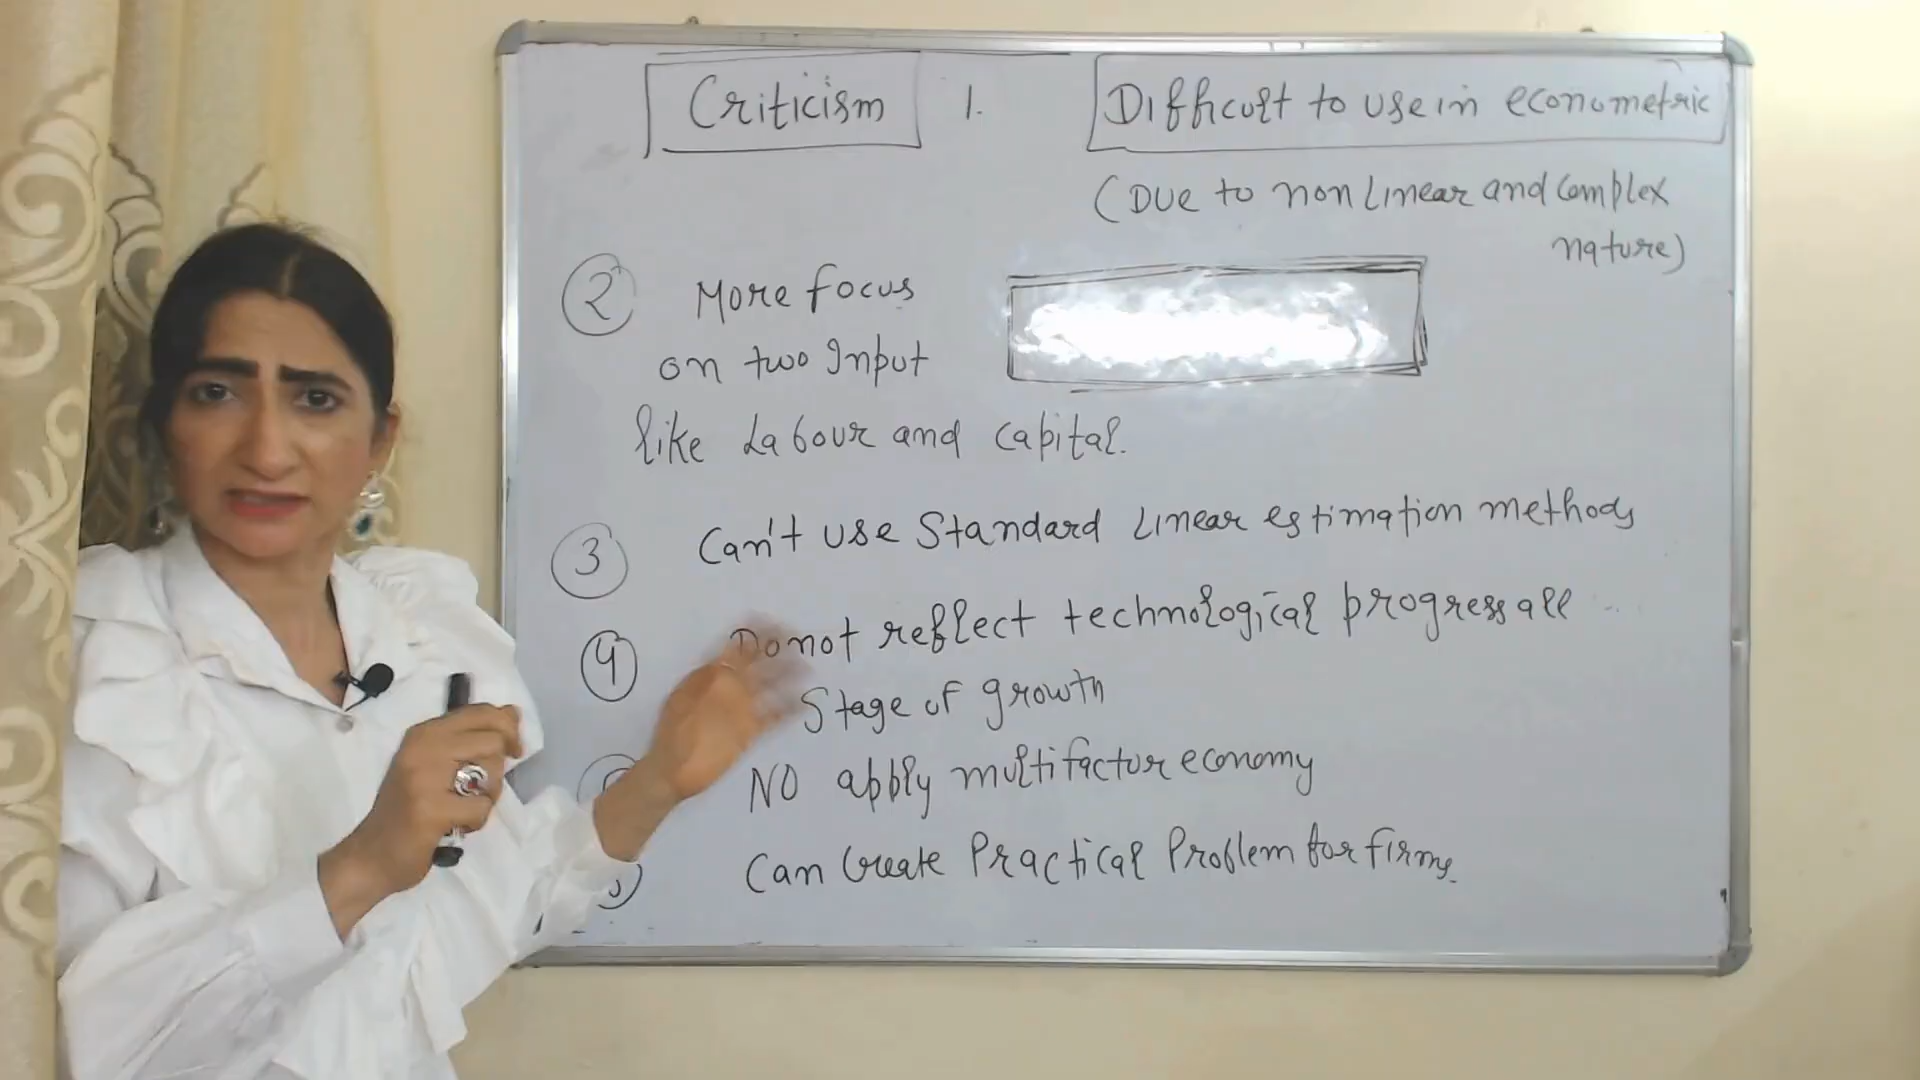 Criticism 1. Difficult to use in econometric
(Due to non linear and complex
nature)
2 More focus
on two Input
like Labour and capital.
3 Can't use Standard Linear estimation methods
4 Do not reflect technological progress all
Stage of growth
NO apply multifactor economy
Can Create Practical Problem for firms.